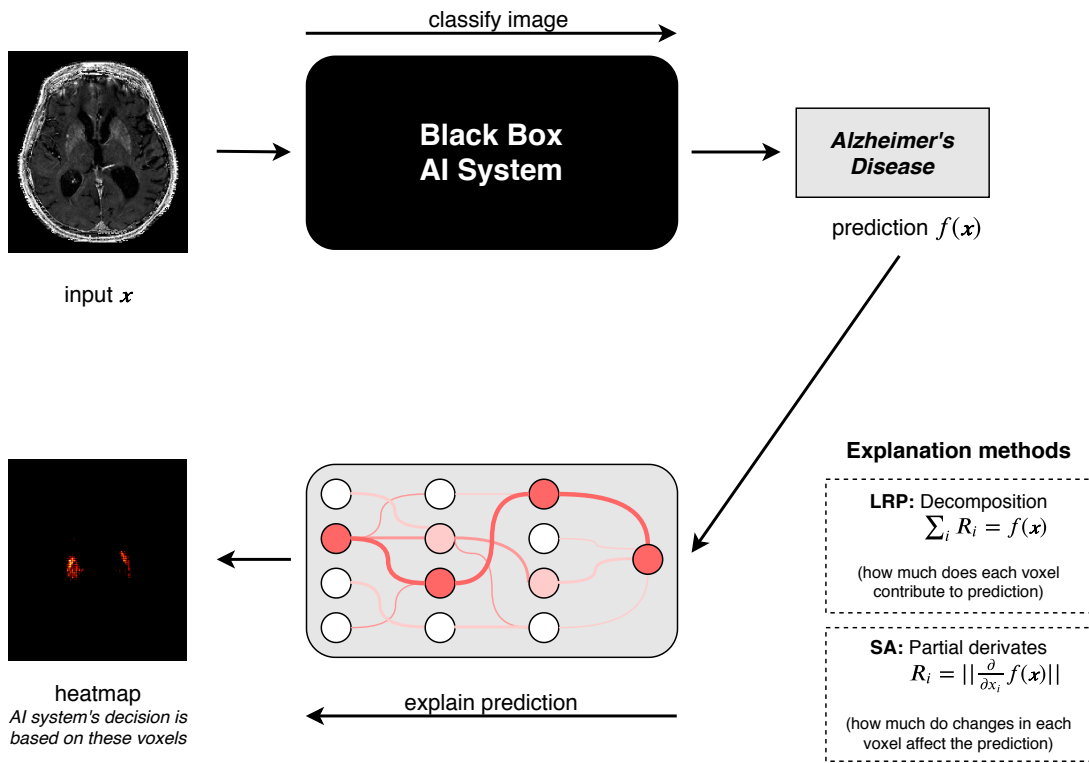 classify image
Black Box
AI System
Alzheimer's
Disease
prediction f(x)
input x
Explanation methods
LRP: Decomposition
∑ᵢ Rᵢ = f(x)
(how much does each voxel
contribute to prediction)
SA: Partial derivates
Rᵢ = ||∂/∂xᵢ f(x)||
(how much do changes in each
voxel affect the prediction)
heatmap
AI system's decision is
based on these voxels
explain prediction